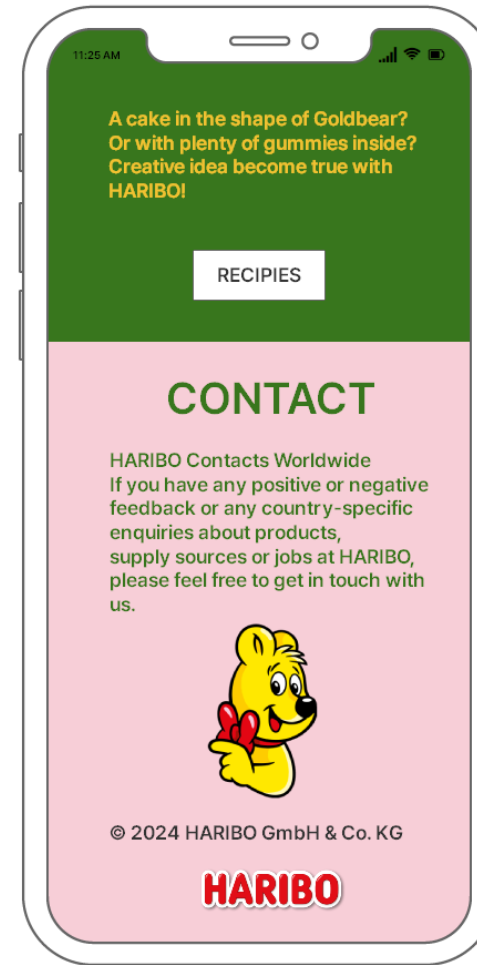 11:25 AM
A cake in the shape of Goldbear?
Or with plenty of gummies inside?
Creative idea become true with
HARIBO!
RECIPIES
CONTACT
HARIBO Contacts Worldwide
If you have any positive or negative
feedback or any country-specific
enquiries about products,
supply sources or jobs at HARIBO,
please feel free to get in touch with
us.
© 2024 HARIBO GmbH & Co. KG
HARIBO